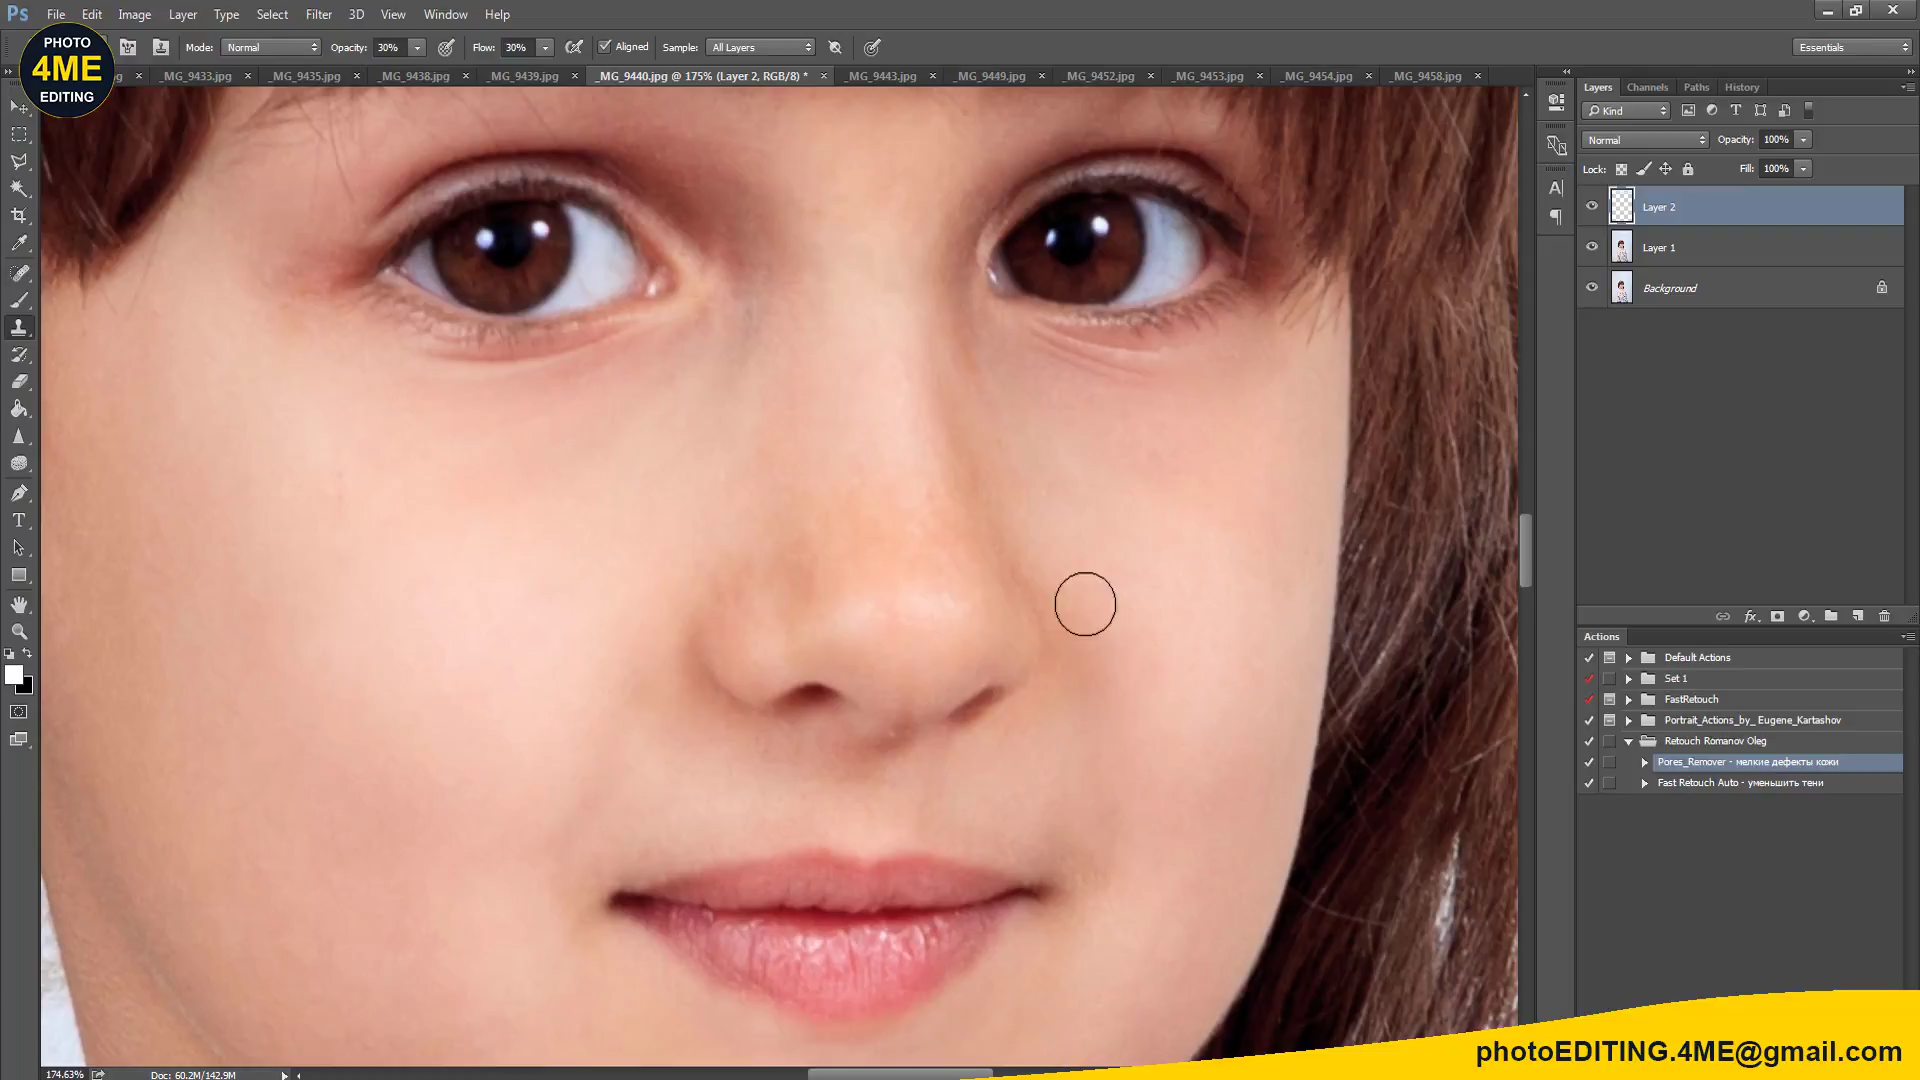 Ps File Edit Image Layer Type Select Filter 3D View Window Help
PHOTO
4ME
EDITING
Mode: Normal Opacity: 30% Flow: 30% Aligned Sample: All Layers Essentials
_MG_9433.jpg _MG_9435.jpg _MG_9438.jpg _MG_9439.jpg _MG_9440.jpg @ 175% (Layer 2, RGB/8) * _MG_9443.jpg _MG_9449.jpg _MG_9452.jpg _MG_9453.jpg _MG_9454.jpg _MG_9458.jpg
Layers Channels Paths History
Kind
Normal Opacity: 100%
Lock: Fill: 100%
Layer 2
Layer 1
Background
Actions
Default Actions
Set 1
FastRetouch
Portrait_Actions_by_ Eugene_Kartashov
Retouch Romanov Oleg
Pores_Remover - мелкие дефекты кожи
Fast Retouch Auto - уменьшить тени
photoEDITING.4ME@gmail.com
174.63% Doc: 60.2M/142.9M